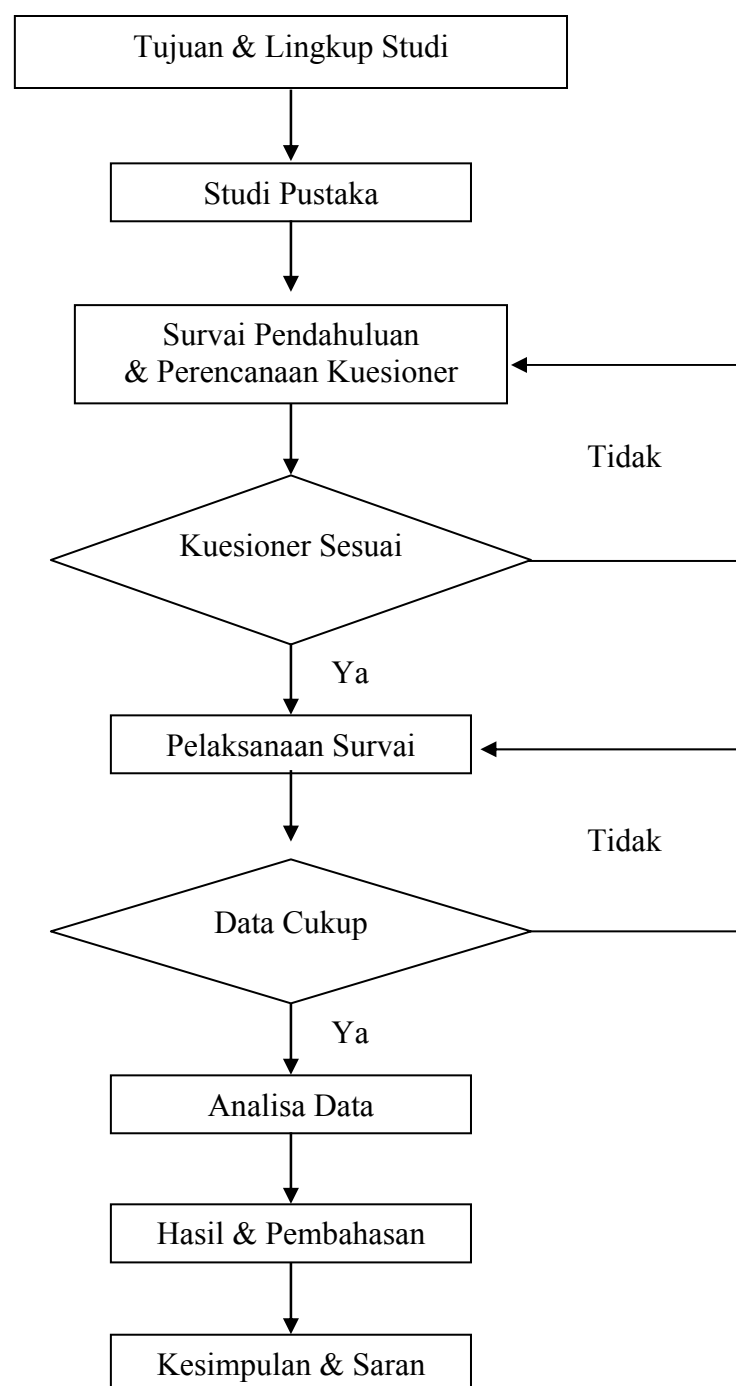 Tujuan & Lingkup Studi
Studi Pustaka
Survai Pendahuluan
& Perencanaan Kuesioner
Tidak
Kuesioner Sesuai
Ya
Pelaksanaan Survai
Tidak
Data Cukup
Ya
Analisa Data
Hasil & Pembahasan
Kesimpulan & Saran